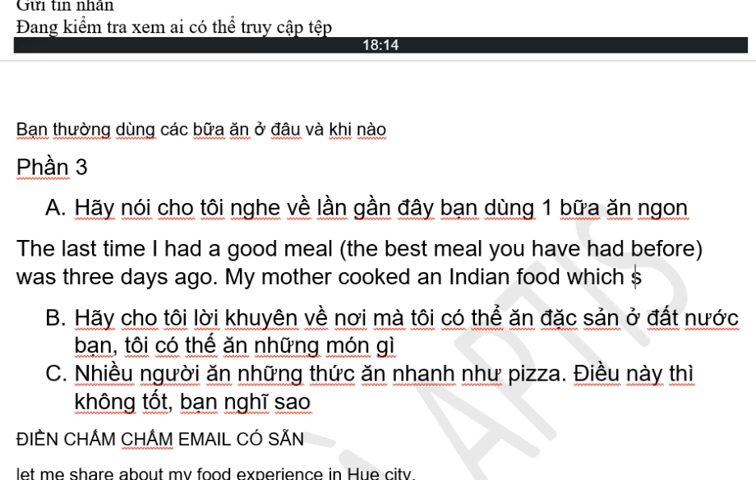 Gửi tin nhắn
Đang kiểm tra xem ai có thể truy cập tệp
18:14
Bạn thường dùng các bữa ăn ở đâu và khi nào
Phần 3
A. Hãy nói cho tôi nghe về lần gần đây bạn dùng 1 bữa ăn ngon
The last time I had a good meal (the best meal you have had before)
was three days ago. My mother cooked an Indian food which s
B. Hãy cho tôi lời khuyên về nơi mà tôi có thể ăn đặc sản ở đất nước
bạn, tôi có thể ăn những món gì
C. Nhiều người ăn những thức ăn nhanh như pizza. Điều này thì
không tốt, bạn nghĩ sao
ĐIỀN CHẤM CHẤM EMAIL CÓ SẴN
let me share about my food experience in Hue city.
APTIS